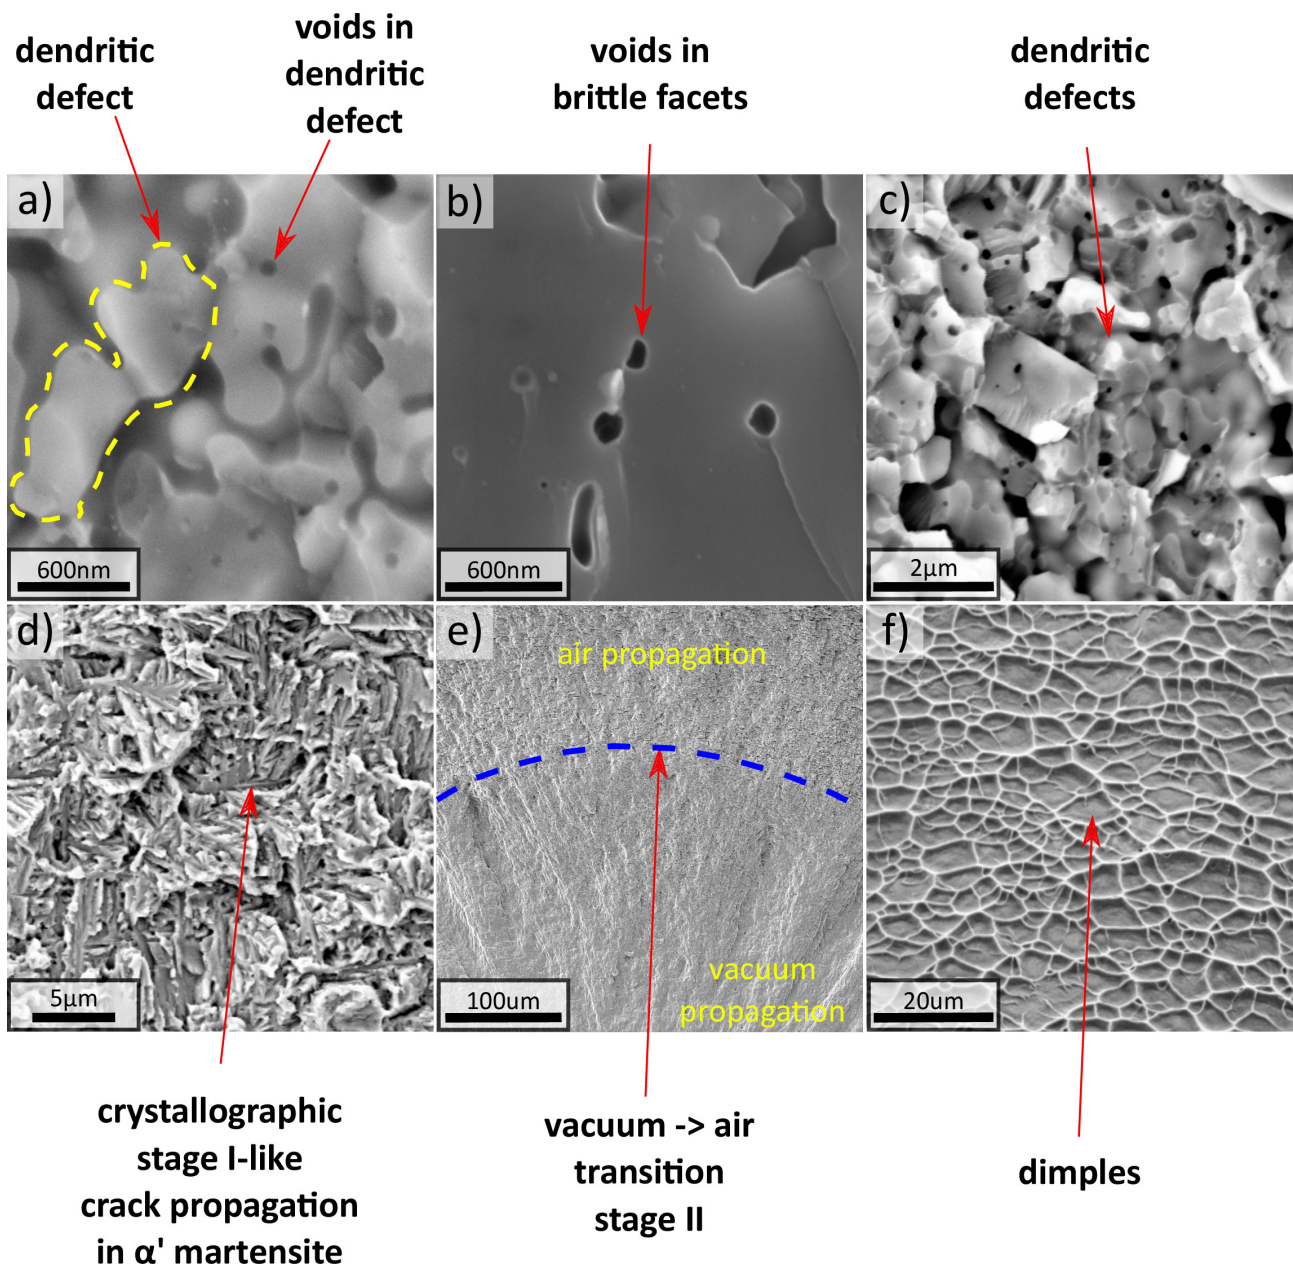 dendritic
defect
voids in
dendritic
defect
voids in
brittle facets
dendritic
defects
a)
b)
c)
600nm
600nm
2µm
d)
e)
f)
air propagation
vacuum
propagation
5µm
100um
20um
crystallographic
stage I-like
crack propagation
in α' martensite
vacuum -> air
transition
stage II
dimples